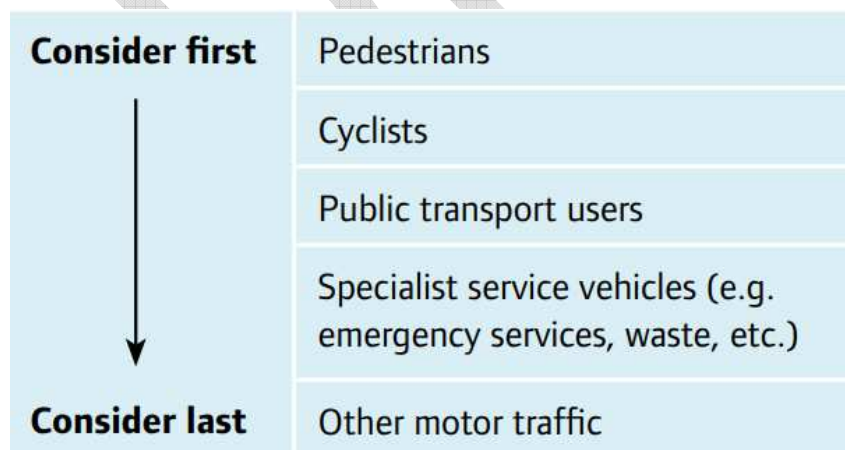 Consider first
Pedestrians
Cyclists
Public transport users
Specialist service vehicles (e.g.
emergency services, waste, etc.)
Consider last
Other motor traffic